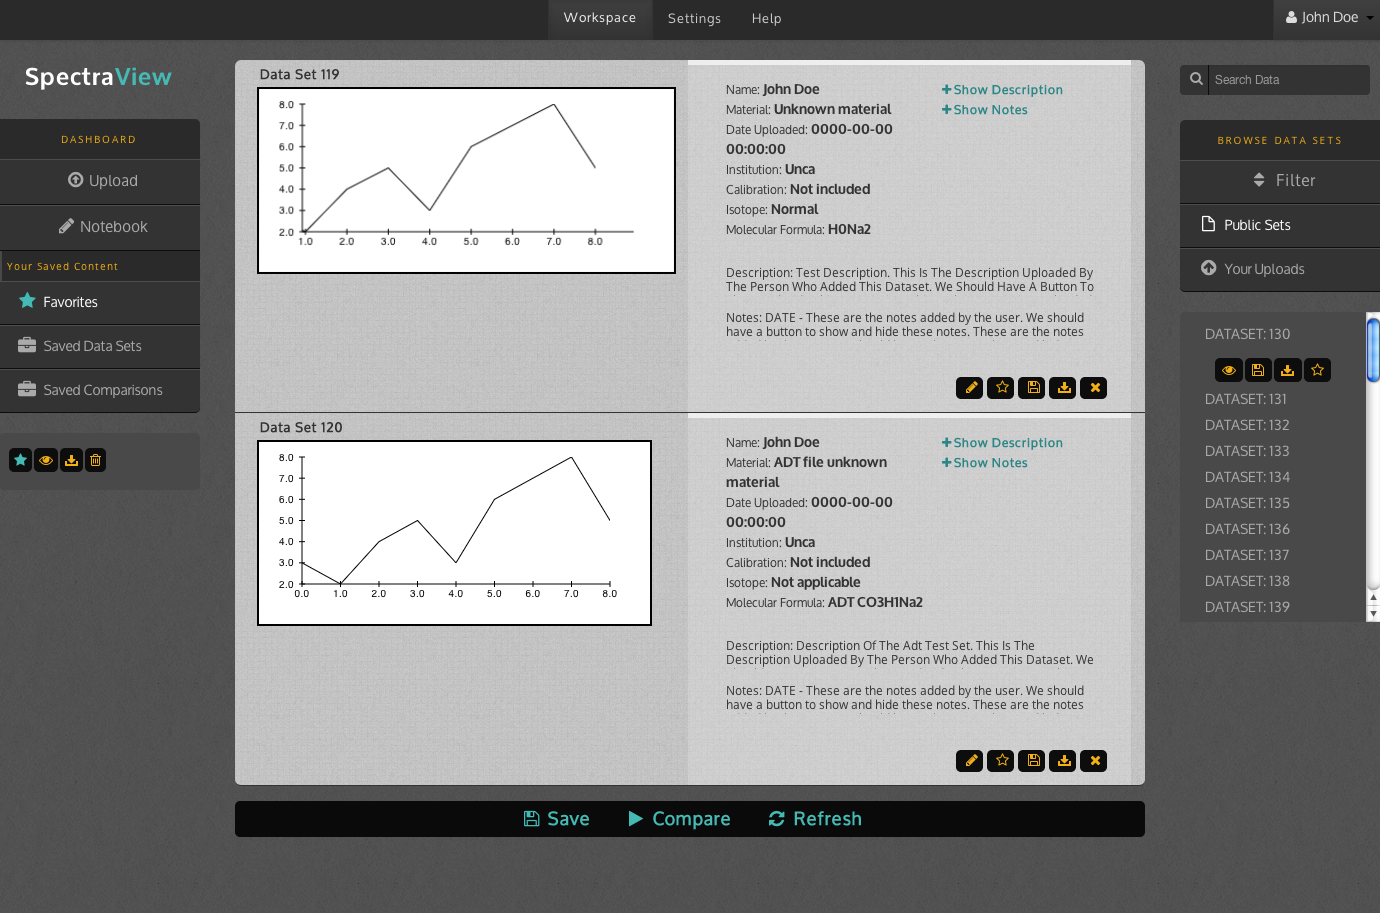 Workspace
Settings
Help
John Doe
SpectraView
DASHBOARD
Upload
Notebook
Your Saved Content
Favorites
Saved Data Sets
Saved Comparisons
Data Set 119
8.0
7.0
6.0
5.0
4.0
3.0
2.0
1.0 2.0 3.0 4.0 5.0 6.0 7.0 8.0
Name: John Doe
Material: Unknown material
Date Uploaded: 0000-00-00
00:00:00
Institution: Unca
Calibration: Not included
Isotope: Normal
Molecular Formula: H0Na2
Show Description
Show Notes
Description: Test Description. This Is The Description Uploaded By
The Person Who Added This Dataset. We Should Have A Button To
Notes: DATE - These are the notes added by the user. We should
have a button to show and hide these notes. These are the notes
Data Set 120
8.0
7.0
6.0
5.0
4.0
3.0
2.0
0.0 1.0 2.0 3.0 4.0 5.0 6.0 7.0 8.0
Name: John Doe
Material: ADT file unknown
material
Date Uploaded: 0000-00-00
00:00:00
Institution: Unca
Calibration: Not included
Isotope: Not applicable
Molecular Formula: ADT CO3H1Na2
Show Description
Show Notes
Description: Description Of The Adt Test Set. This Is The
Description Uploaded By The Person Who Added This Dataset. We
Notes: DATE - These are the notes added by the user. We should
have a button to show and hide these notes. These are the notes
Save
Compare
Refresh
Search Data
BROWSE DATA SETS
Filter
Public Sets
Your Uploads
DATASET: 130
DATASET: 131
DATASET: 132
DATASET: 133
DATASET: 134
DATASET: 135
DATASET: 136
DATASET: 137
DATASET: 138
DATASET: 139